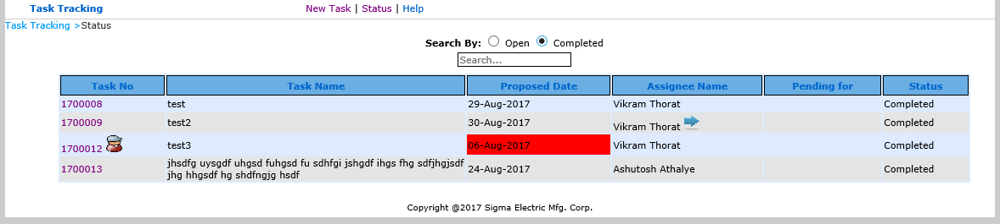 Task Tracking New Task | Status | Help
Task Tracking >Status
Search By: Open Completed
Search...
Task No Task Name Proposed Date Assignee Name Pending for Status
1700008 test 29-Aug-2017 Vikram Thorat Completed
1700009 test2 30-Aug-2017 Vikram Thorat Completed
1700012 test3 06-Aug-2017 Vikram Thorat Completed
1700013 jhsdfg uysgdf uhgsd fuhgsd fu sdhfgi jshgdf ihgs fhg sdfjhgjsdf 24-Aug-2017 Ashutosh Athalye Completed
jhg hhgsdf hg shdfngjg hsdf
Copyright @2017 Sigma Electric Mfg. Corp.